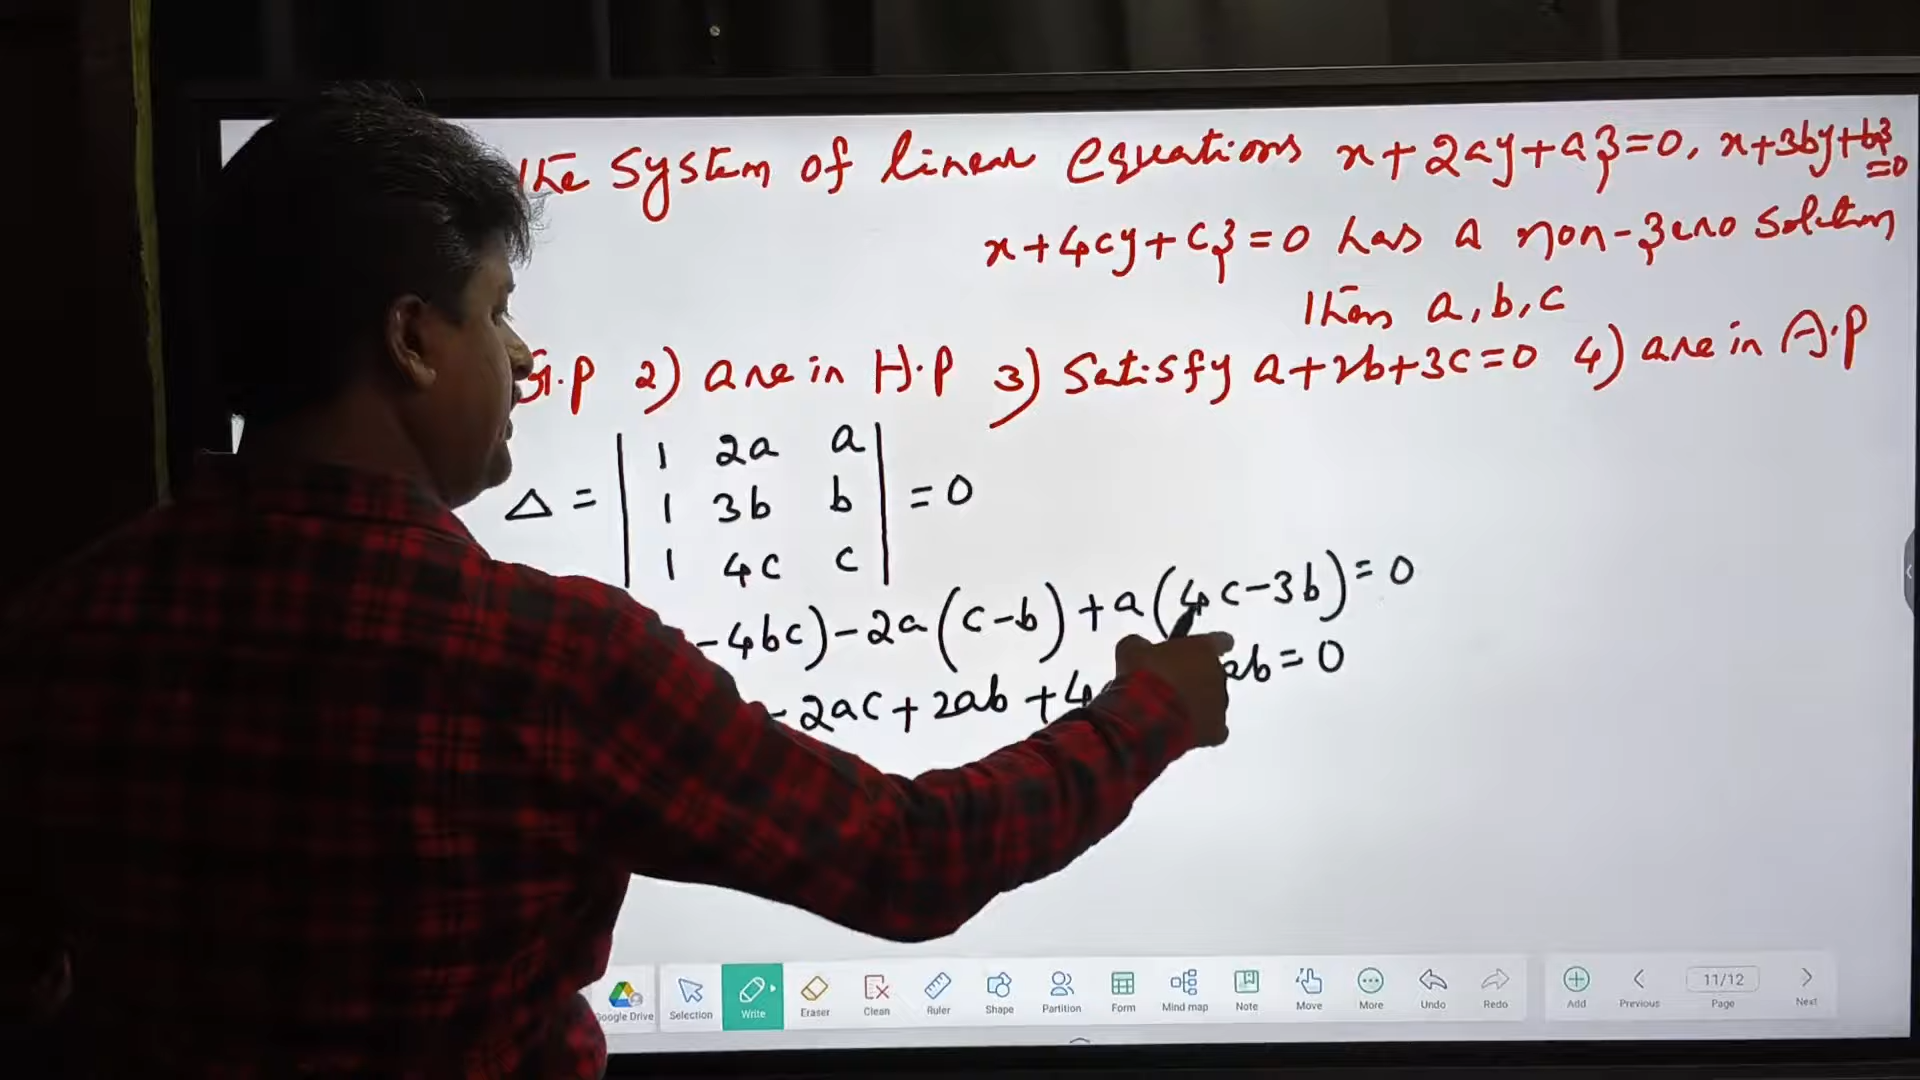 The System of linear equations x+2ay+az=0, x+3by+bz
=0
x+4cy+cz=0 has a non-zero solution
then a, b, c
G.P 2) are in H.P 3) Satisfy a+2b+3c=0 4) are in A.P
1 2a a
Δ = 1 3b b = 0
1 4c c
-4bc) -2a(c-b) +a(4c-3b) = 0
-2ac+2ab+4 ab=0
Google Drive Selection Write Eraser Clean Ruler Shape Partition Form Mind map Note Move More Undo Redo Add Previous 11/12 Page Next